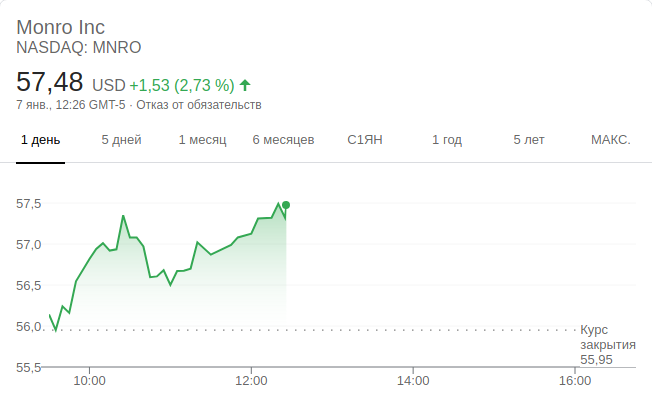 Monro Inc
NASDAQ: MNRO
57,48 USD +1,53 (2,73 %)
7 янв., 12:26 GMT-5 · Отказ от обязательств
1 день 5 дней 1 месяц 6 месяцев С1ЯН 1 год 5 лет МАКС.
57,5
57,0
56,5
56,0
Курс
закрытия
55,95
55,5
10:00 12:00 14:00 16:00